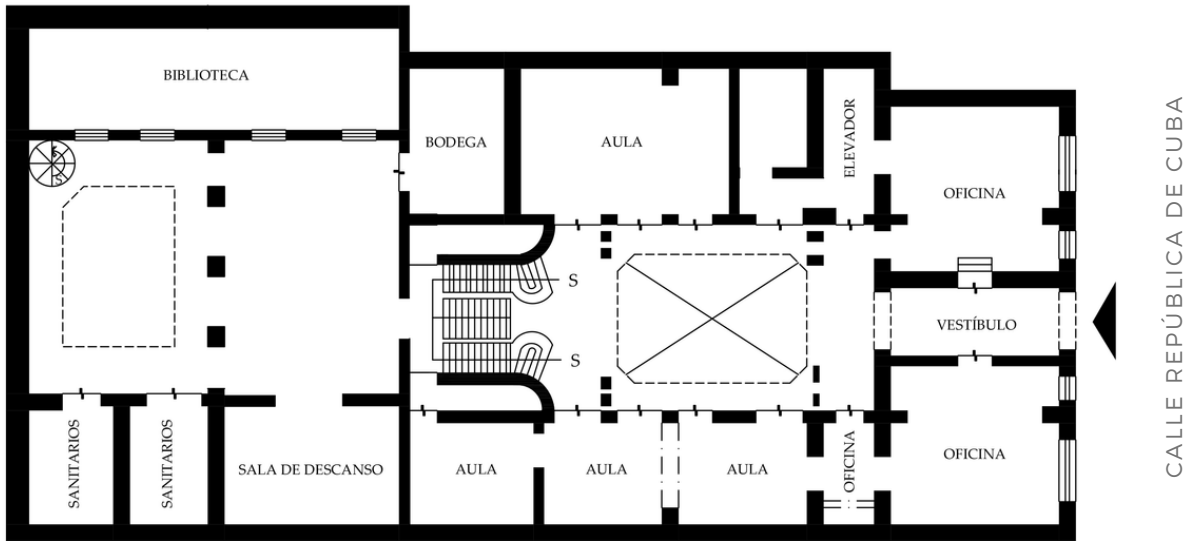 BIBLIOTECA
BODEGA
AULA
ELEVADOR
OFICINA
S
S
S
VESTÍBULO
SANITARIOS
SANITARIOS
SALA DE DESCANSO
AULA
AULA
AULA
OFICINA
OFICINA
CALLE REPÚBLICA DE CUBA